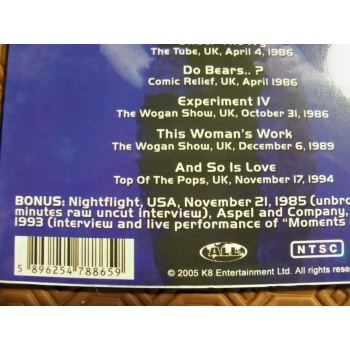 The Tube, UK, April 4, 1986
Do Bears.. ?
Comic Relief, UK, April 1986
Experiment IV
The Wogan Show, UK, October 31, 1986
This Woman's Work
The Wogan Show, UK, December 6, 1989
And So Is Love
Top Of The Pops, UK, November 17, 1994
BONUS: Nightflight, USA, November 21, 1985 (unbro
minutes raw uncut interview), Aspel and Company,
1993 (interview and live performance of "Moments
ALL
NTSC
5 896254 788659
© 2005 K8 Entertainment Ltd. All rights rese